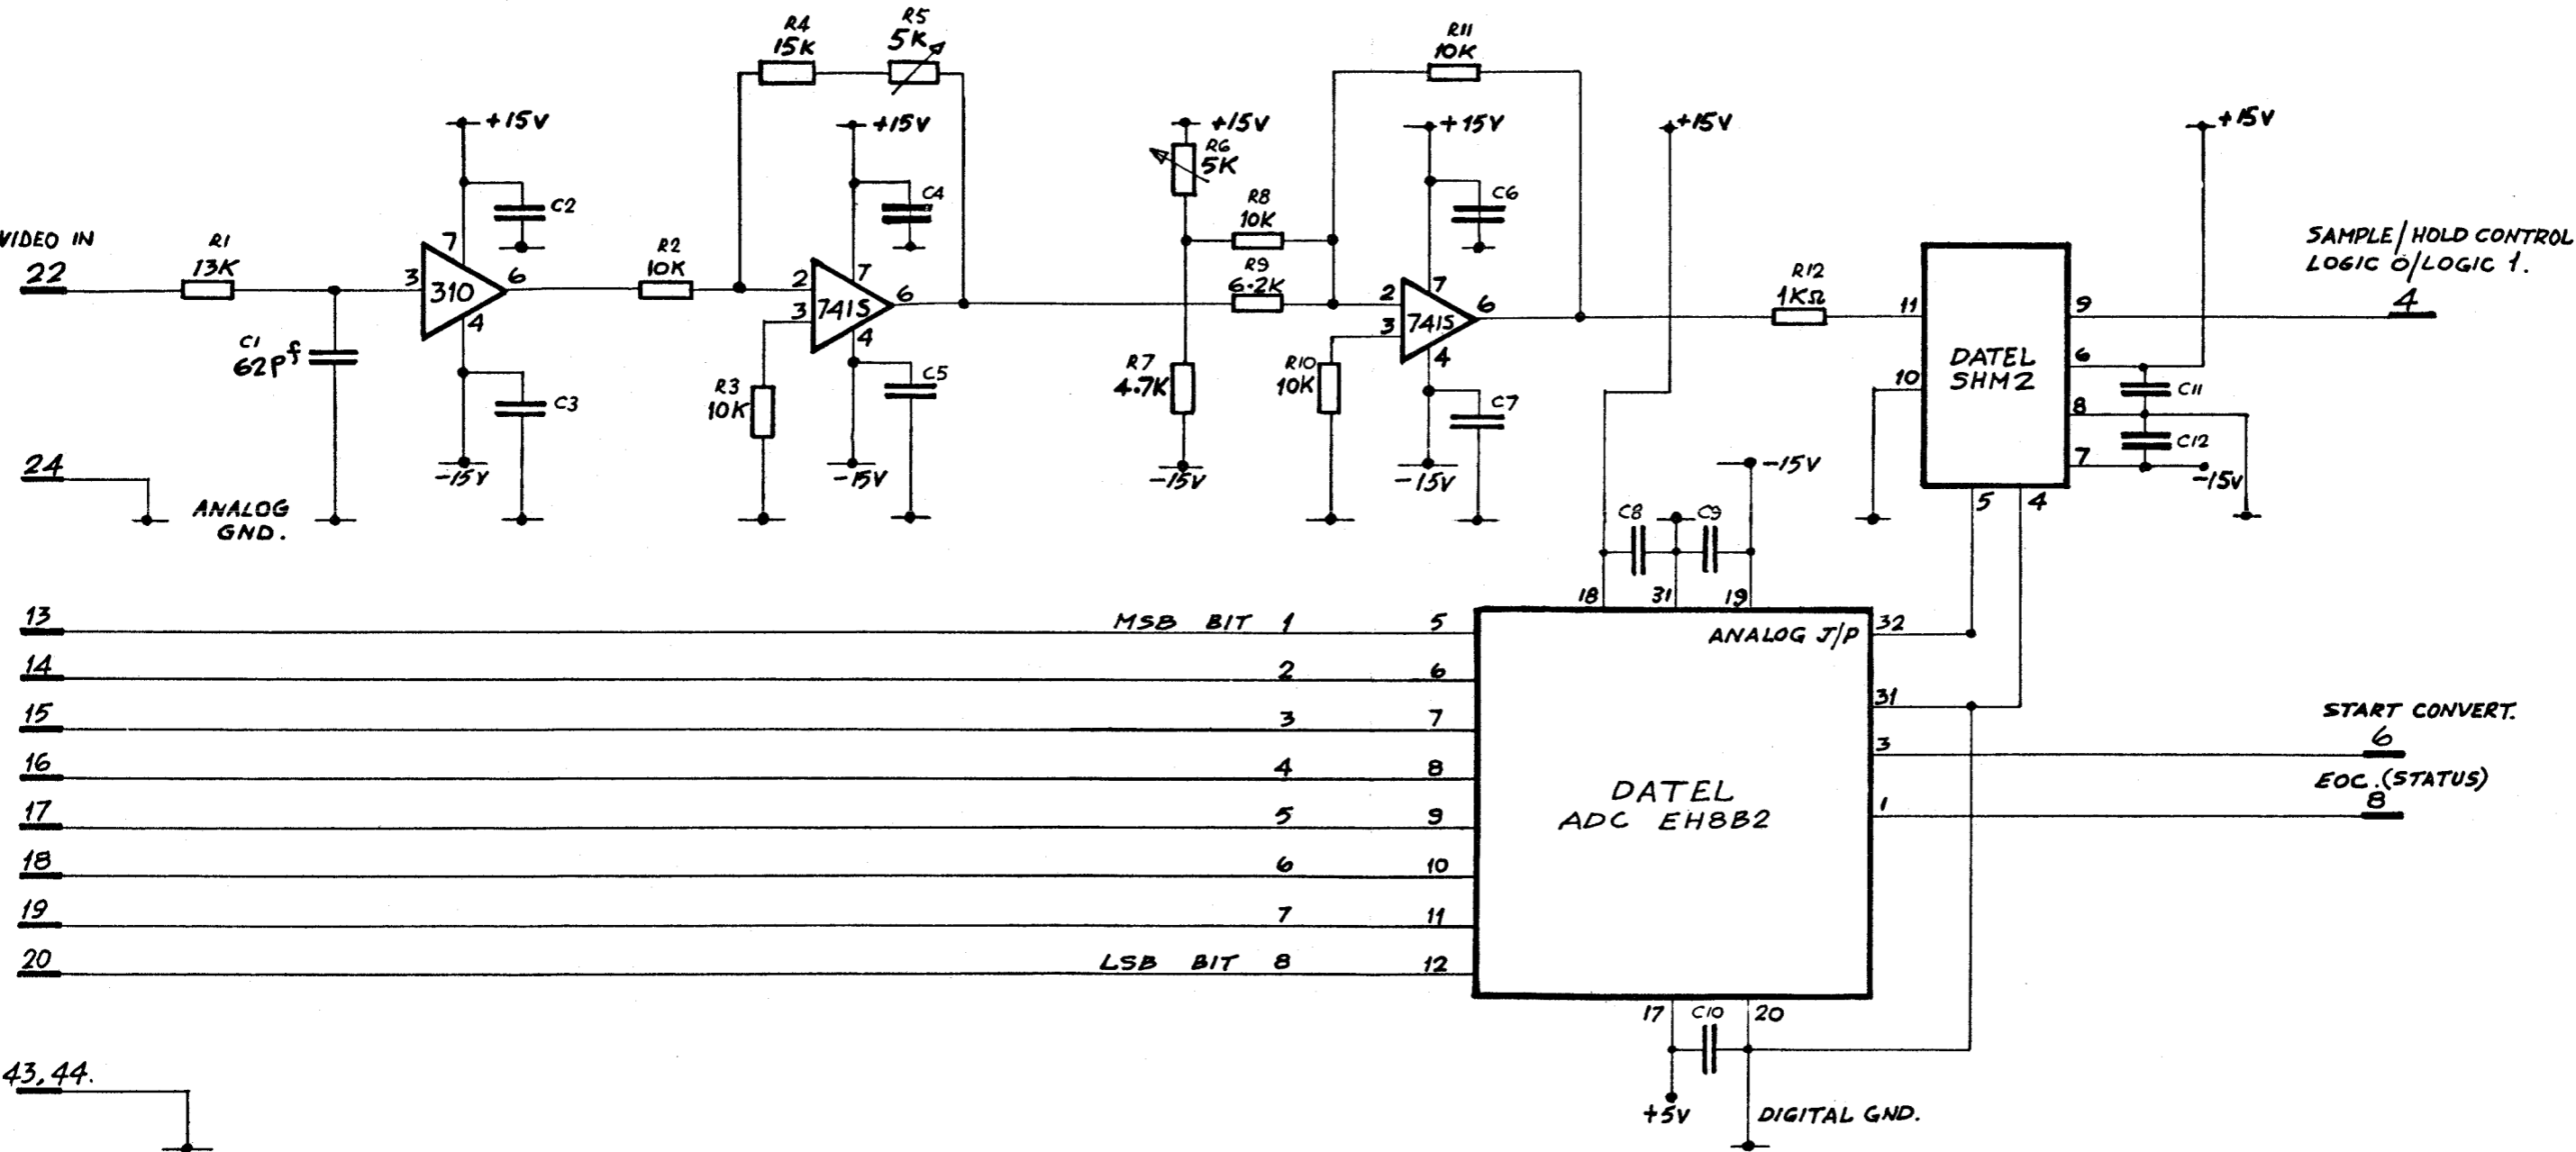 R4
15K
R5
5K
R11
10K
+15V
+15V
+15V
R6
5K
+15V
+15V
+15V
C2
C4
C6
R8
10K
VIDEO IN
22
R1
13K
7
3
310
6
4
R2
10K
7
2
3
741S
6
4
R9
6.2K
7
2
3
741S
6
4
R12
1KΩ
11
10
DATEL
SHM2
9
6
8
7
5
4
SAMPLE/HOLD CONTROL
LOGIC 0/LOGIC 1.
4
C1
62Pf
C3
R3
10K
C5
R7
4.7K
R10
10K
C7
C11
C12
-15V
24
ANALOG
GND.
-15V
-15V
-15V
-15V
-15V
C8
C9
18
31
19
13
MSB BIT 1
5
ANALOG I/P
32
14
2
6
15
3
7
31
START CONVERT.
6
3
16
4
8
DATEL
ADC EH8B2
EOC.(STATUS)
8
1
17
5
9
18
6
10
19
7
11
20
LSB BIT 8
12
17
C10
20
43,44.
+5V
DIGITAL GND.